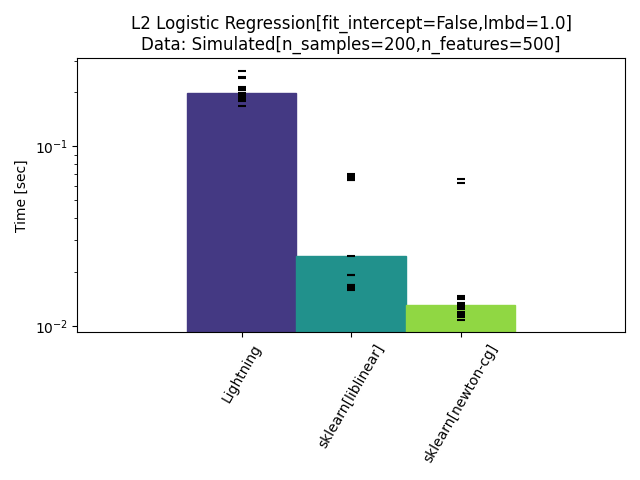 L2 Logistic Regression[fit_intercept=False,lmbd=1.0]
Data: Simulated[n_samples=200,n_features=500]
Time [sec]
10⁻¹
10⁻²
Lightning
sklearn[liblinear]
sklearn[newton-cg]